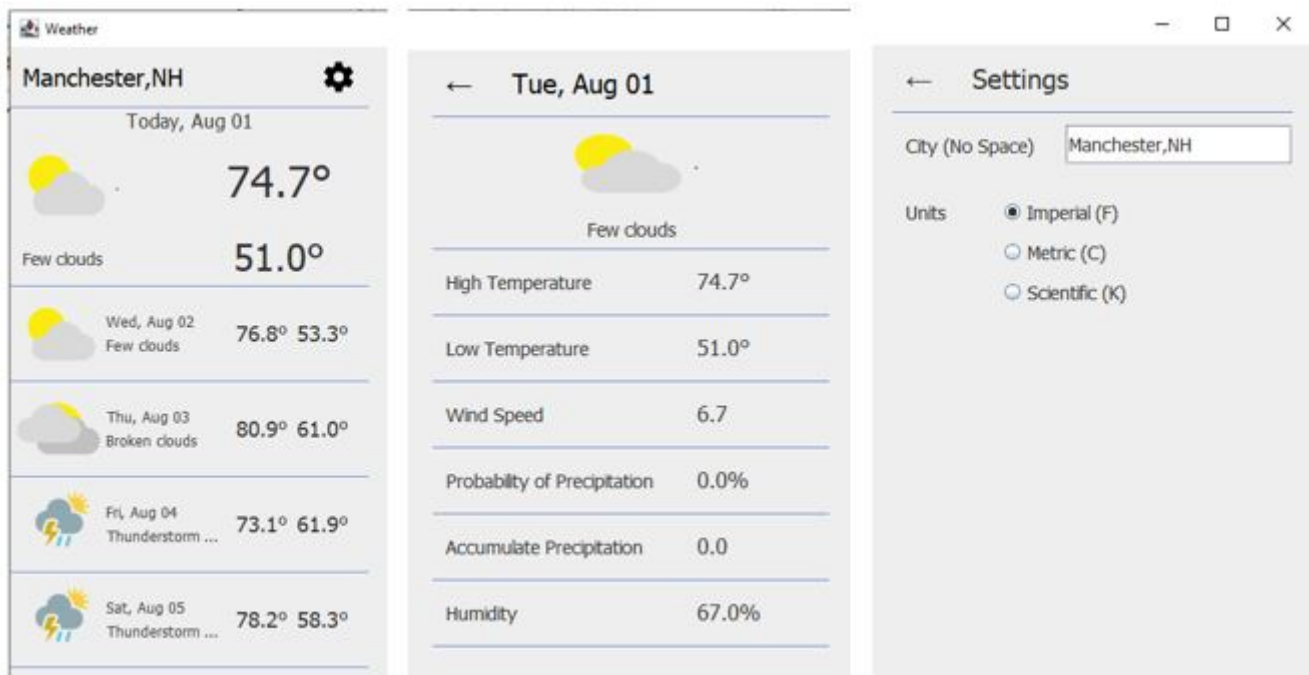 Weather
Manchester,NH
Today, Aug 01
74.7°
Few clouds
51.0°
Wed, Aug 02
Few clouds
76.8° 53.3°
Thu, Aug 03
Broken clouds
80.9° 61.0°
Fri, Aug 04
Thunderstorm ...
73.1° 61.9°
Sat, Aug 05
Thunderstorm ...
78.2° 58.3°
← Tue, Aug 01
Few clouds
High Temperature 74.7°
Low Temperature 51.0°
Wind Speed 6.7
Probability of Precipitation 0.0%
Accumulate Precipitation 0.0
Humidity 67.0%
← Settings
City (No Space) Manchester,NH
Units Imperial (F)
Metric (C)
Scientific (K)